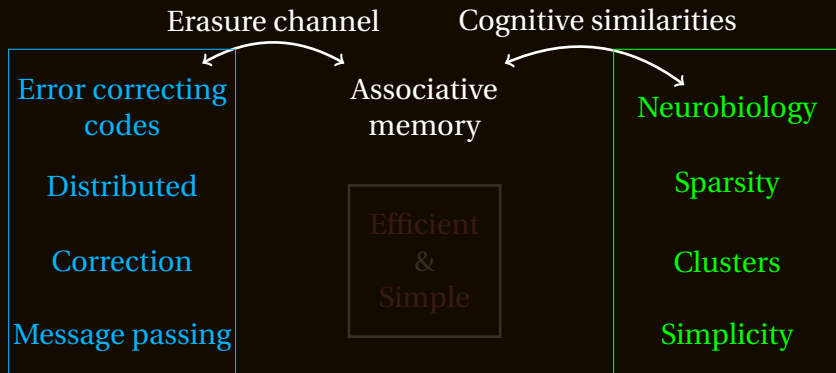 Erasure channel
Cognitive similarities
Error correcting
codes
Distributed
Correction
Message passing
Associative
memory
Efficient
&
Simple
Neurobiology
Sparsity
Clusters
Simplicity